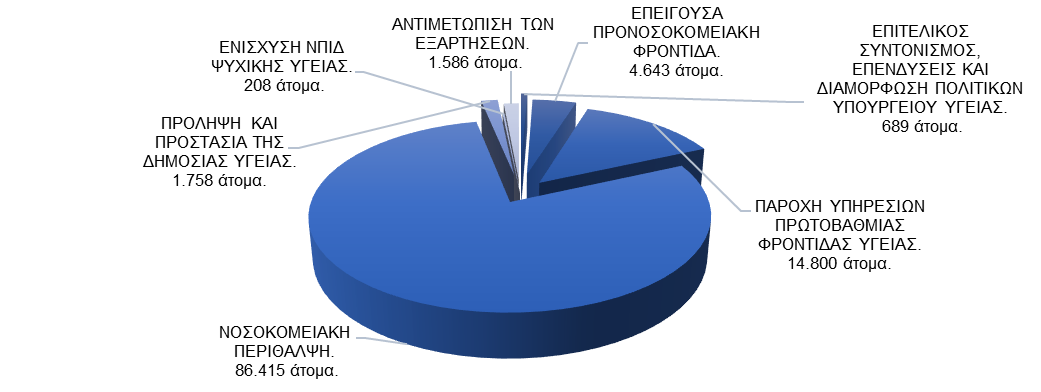 ΑΝΤΙΜΕΤΩΠΙΣΗ ΤΩΝ
ΕΞΑΡΤΗΣΕΩΝ.
1.586 άτομα.
ΕΠΕΙΓΟΥΣΑ
ΠΡΟΝΟΣΟΚΟΜΕΙΑΚΗ
ΦΡΟΝΤΙΔΑ.
4.643 άτομα.
ΕΠΙΤΕΛΙΚΟΣ
ΣΥΝΤΟΝΙΣΜΟΣ,
ΕΠΕΝΔΥΣΕΙΣ ΚΑΙ
ΔΙΑΜΟΡΦΩΣΗ ΠΟΛΙΤΙΚΩΝ
ΥΠΟΥΡΓΕΙΟΥ ΥΓΕΙΑΣ.
689 άτομα.
ΕΝΙΣΧΥΣΗ ΝΠΙΔ
ΨΥΧΙΚΗΣ ΥΓΕΙΑΣ.
208 άτομα.
ΠΡΟΛΗΨΗ ΚΑΙ
ΠΡΟΣΤΑΣΙΑ ΤΗΣ
ΔΗΜΟΣΙΑΣ ΥΓΕΙΑΣ.
1.758 άτομα.
ΠΑΡΟΧΗ ΥΠΗΡΕΣΙΩΝ
ΠΡΩΤΟΒΑΘΜΙΑΣ
ΦΡΟΝΤΙΔΑΣ ΥΓΕΙΑΣ.
14.800 άτομα.
ΝΟΣΟΚΟΜΕΙΑΚΗ
ΠΕΡΙΘΑΛΨΗ.
86.415 άτομα.